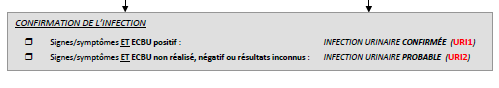 CONFIRMATION DE L'INFECTION
❒ Signes/symptômes ET ECBU positif : INFECTION URINAIRE CONFIRMÉE (URI1)
❒ Signes/symptômes ET ECBU non réalisé, négatif ou résultats inconnus : INFECTION URINAIRE PROBABLE (URI2)